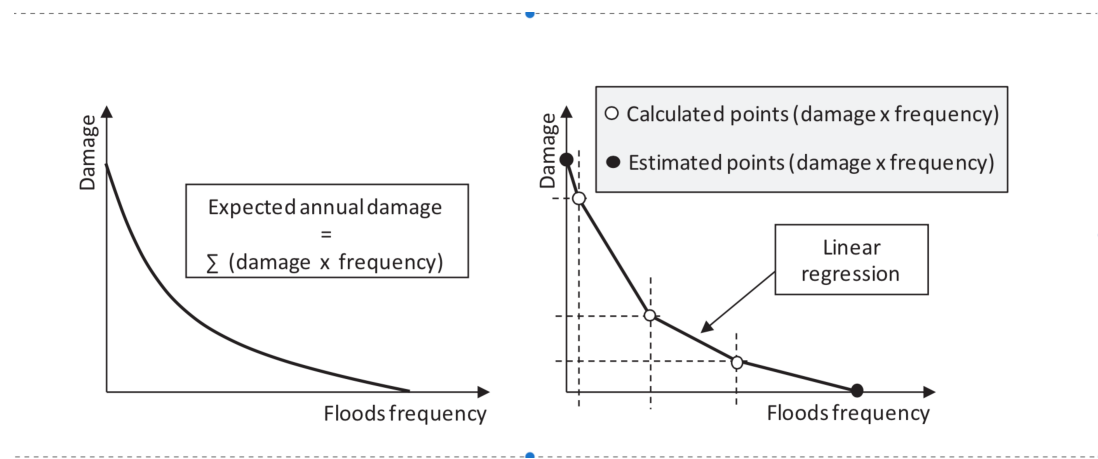 Damage
Expected annual damage
=
∑ (damage x frequency)
Floods frequency
Damage
Calculated points (damage x frequency)
Estimated points (damage x frequency)
Linear
regression
Floods frequency